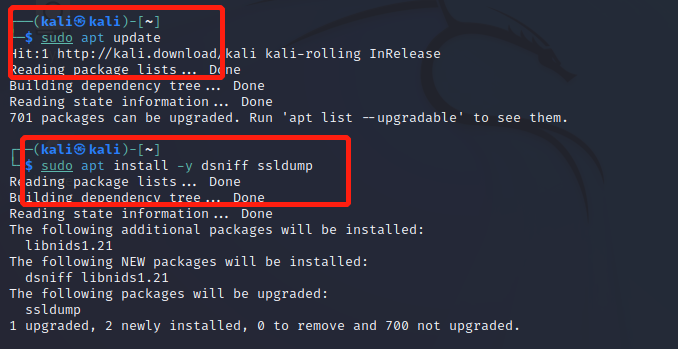 ┌──(kali㉿kali)-[~]
└─$ sudo apt update
Hit:1 http://kali.download/kali kali-rolling InRelease
Reading package lists... Done
Building dependency tree... Done
Reading state information... Done
701 packages can be upgraded. Run 'apt list --upgradable' to see them.
┌──(kali㉿kali)-[~]
└─$ sudo apt install -y dsniff ssldump
Reading package lists... Done
Building dependency tree... Done
Reading state information... Done
The following additional packages will be installed:
libnids1.21
The following NEW packages will be installed:
dsniff libnids1.21
The following packages will be upgraded:
ssldump
1 upgraded, 2 newly installed, 0 to remove and 700 not upgraded.